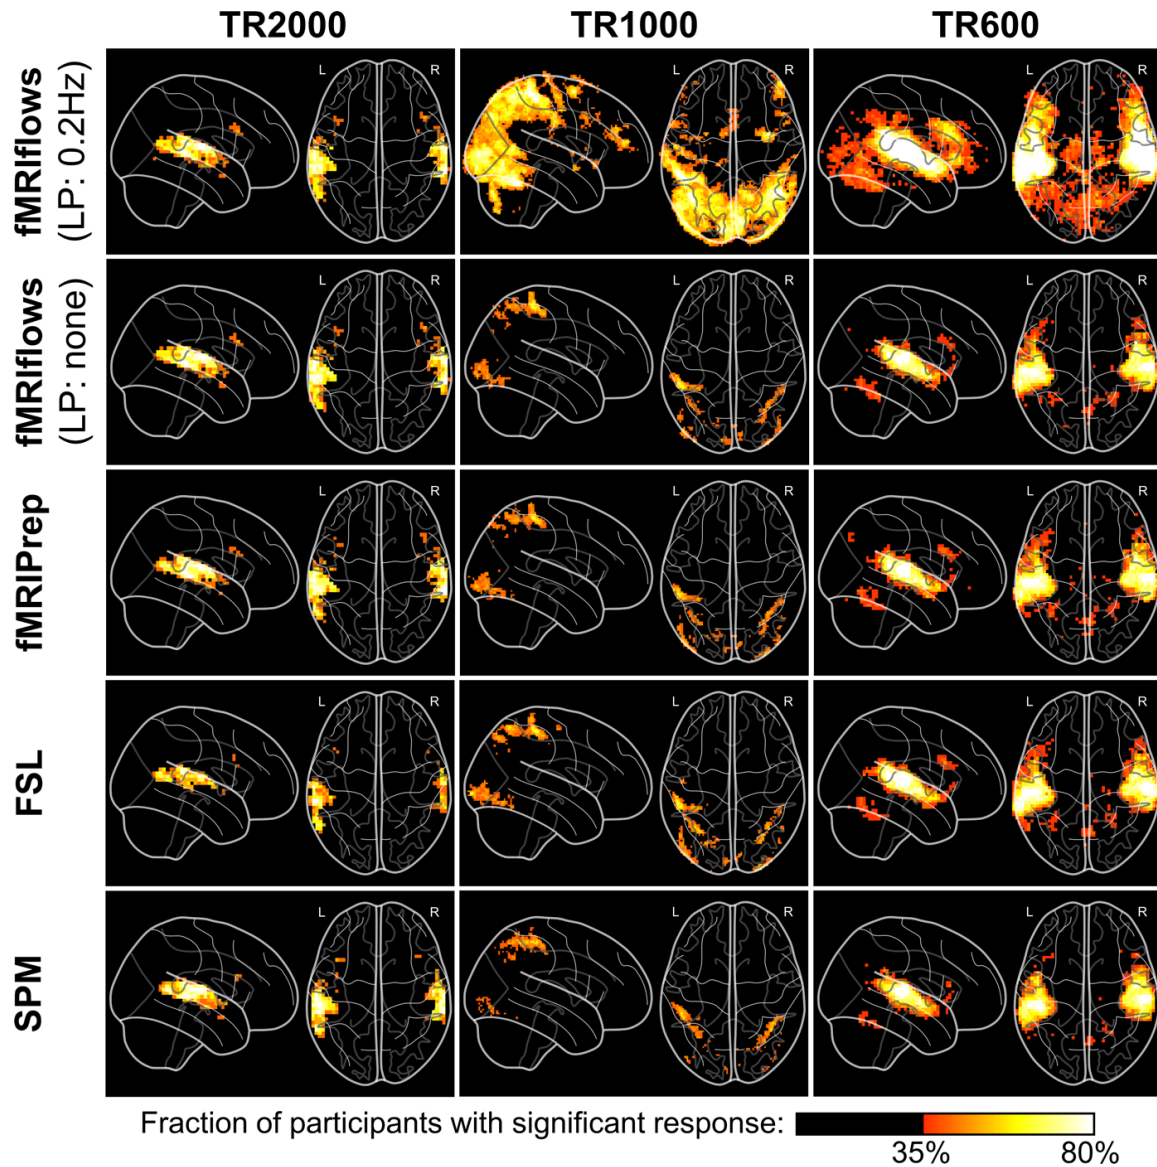 TR2000 TR1000 TR600
fMRIflows
(LP: 0.2Hz)
L R L R L R
fMRIflows
(LP: none)
L R L R L R
fMRIPrep
L R L R L R
FSL
L R L R L R
SPM
L R L R L R
Fraction of participants with significant response:
35% 80%